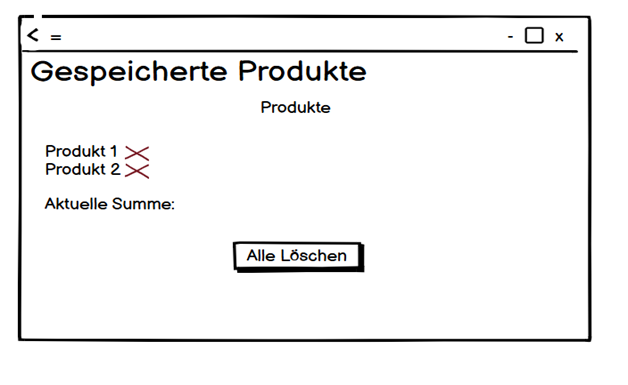 < = - x
Gespeicherte Produkte
Produkte
Produkt 1
Produkt 2
Aktuelle Summe:
Alle Löschen